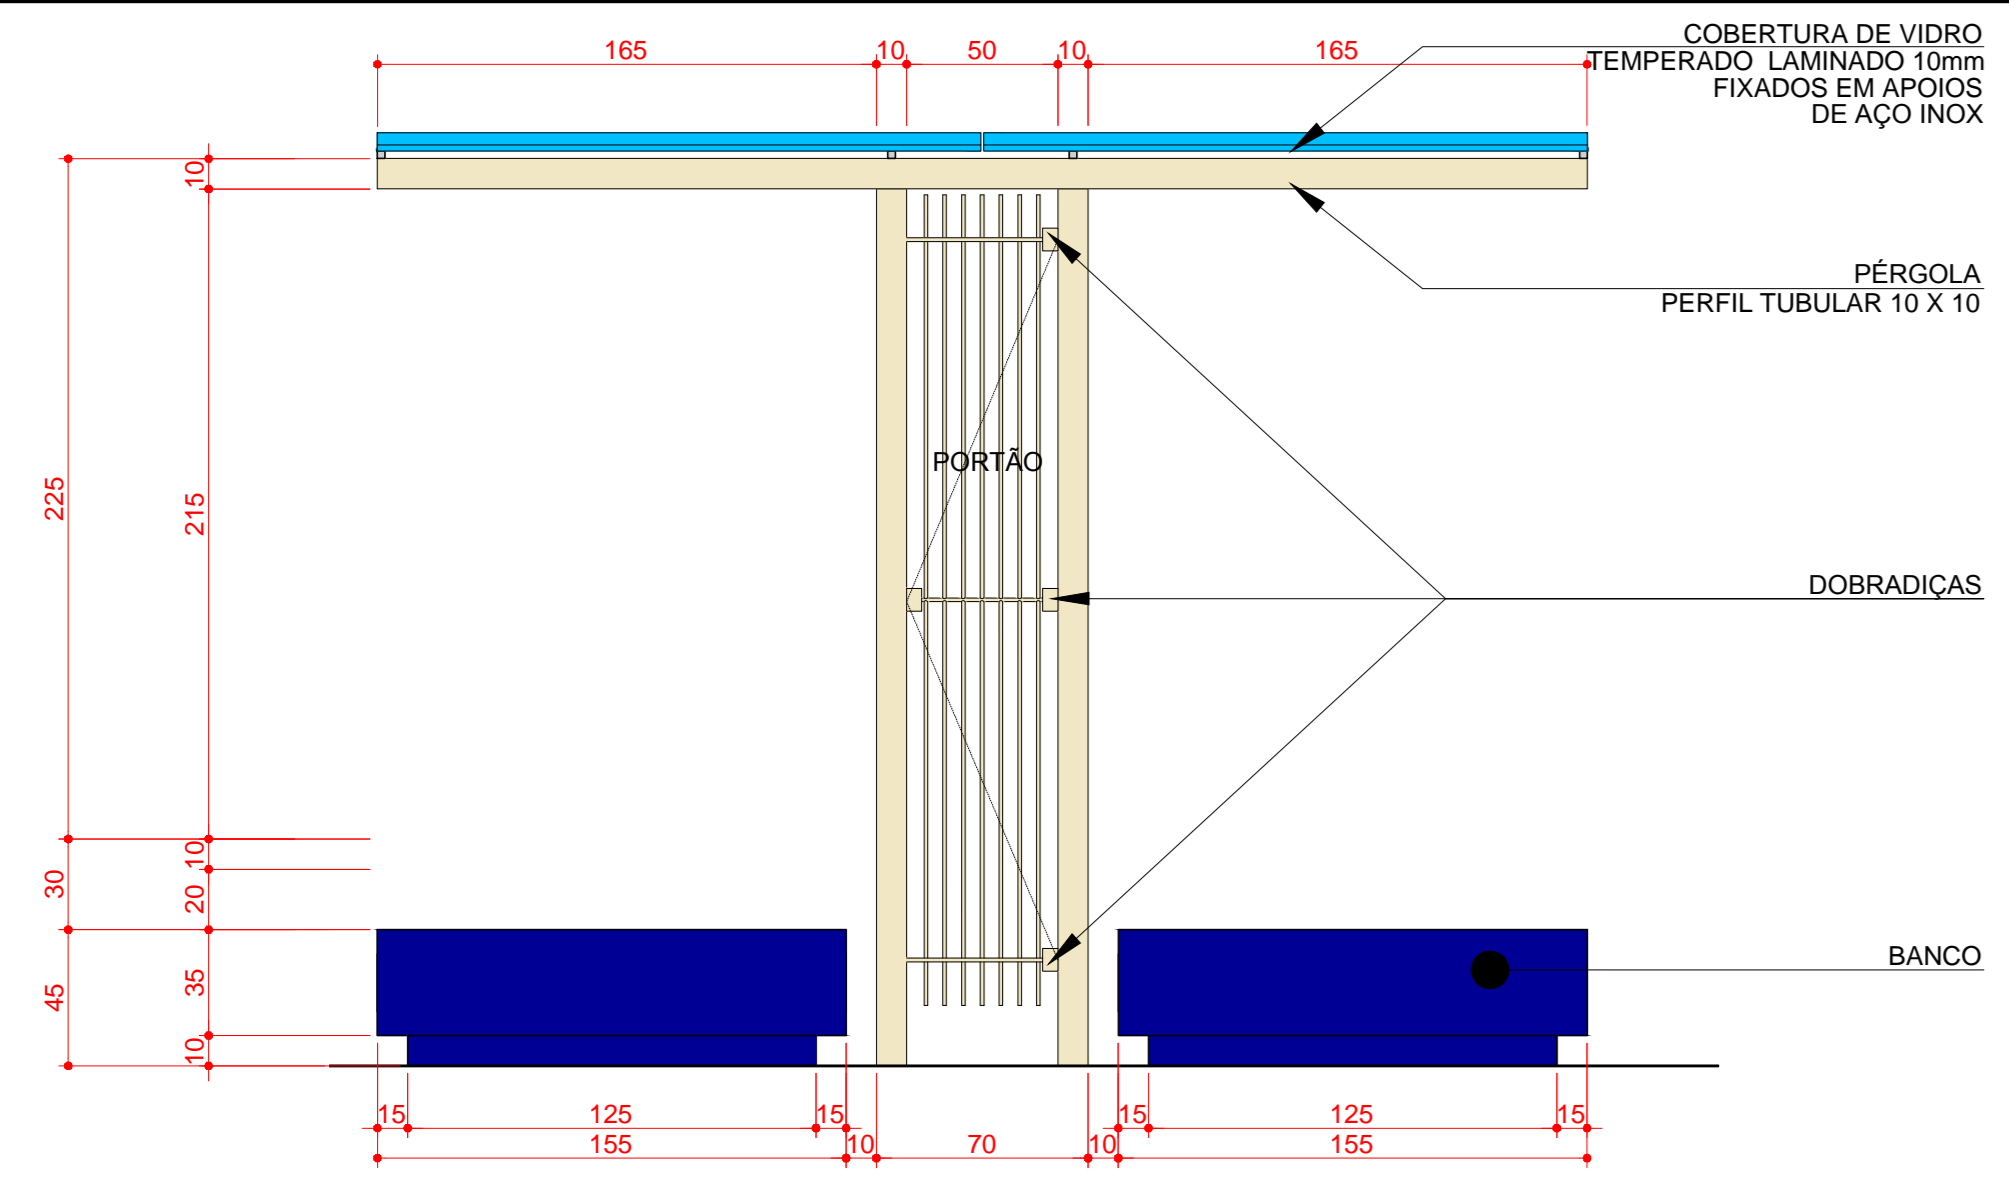 165 10 50 10 165
COBERTURA DE VIDRO
TEMPERADO LAMINADO 10mm
FIXADOS EM APOIOS
DE AÇO INOX
10
PÉRGOLA
PERFIL TUBULAR 10 X 10
PORTÃO
225
215
DOBRADIÇAS
10
30
20
BANCO
45
35
10
15 125 15 15 125 15
155 10 70 10 155